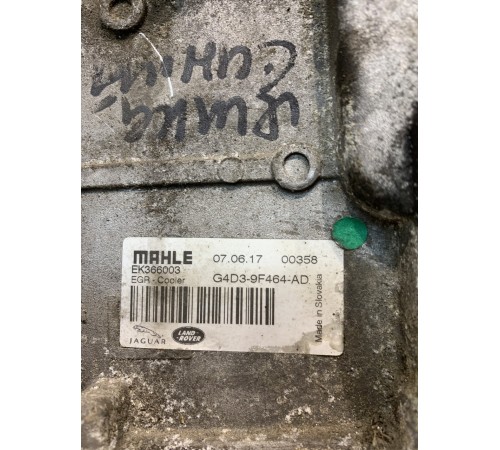 MAHLE
EK366003
EGR - Cooler
07.06.17 00358
G4D3-9F464-AD
Made in Slovakia
JAGUAR
LAND-
ROVER